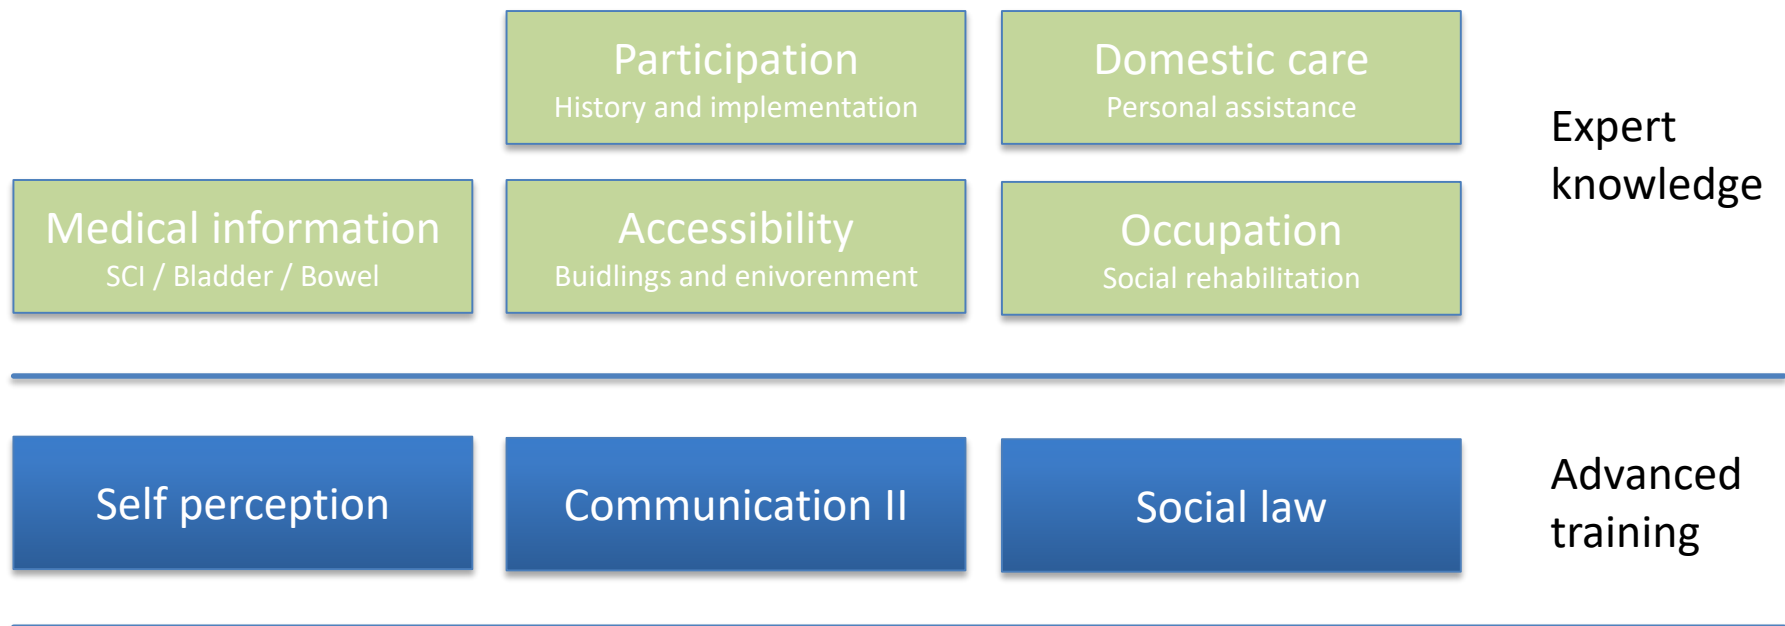 Participation
History and implementation
Domestic care
Personal assistance
Expert
knowledge
Medical information
SCI / Bladder / Bowel
Accessibility
Buidlings and enivorenment
Occupation
Social rehabilitation
Self perception
Communication II
Social law
Advanced
training